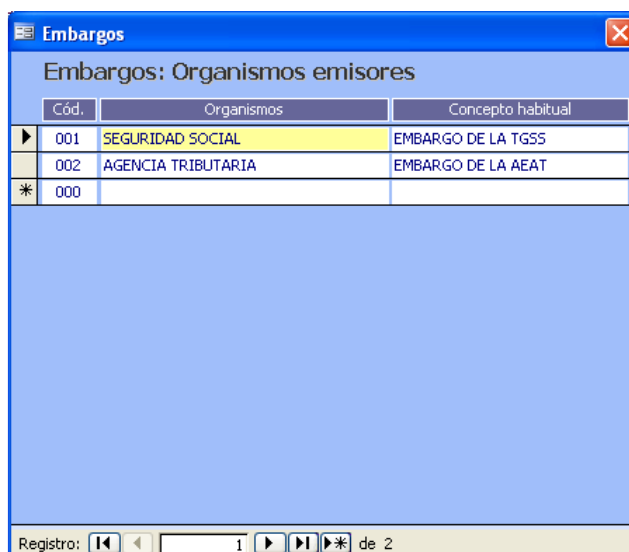 Embargos
Embargos: Organismos emisores
Cód. Organismos Concepto habitual
001 SEGURIDAD SOCIAL EMBARGO DE LA TGSS
002 AGENCIA TRIBUTARIA EMBARGO DE LA AEAT
000
Registro: 1 de 2